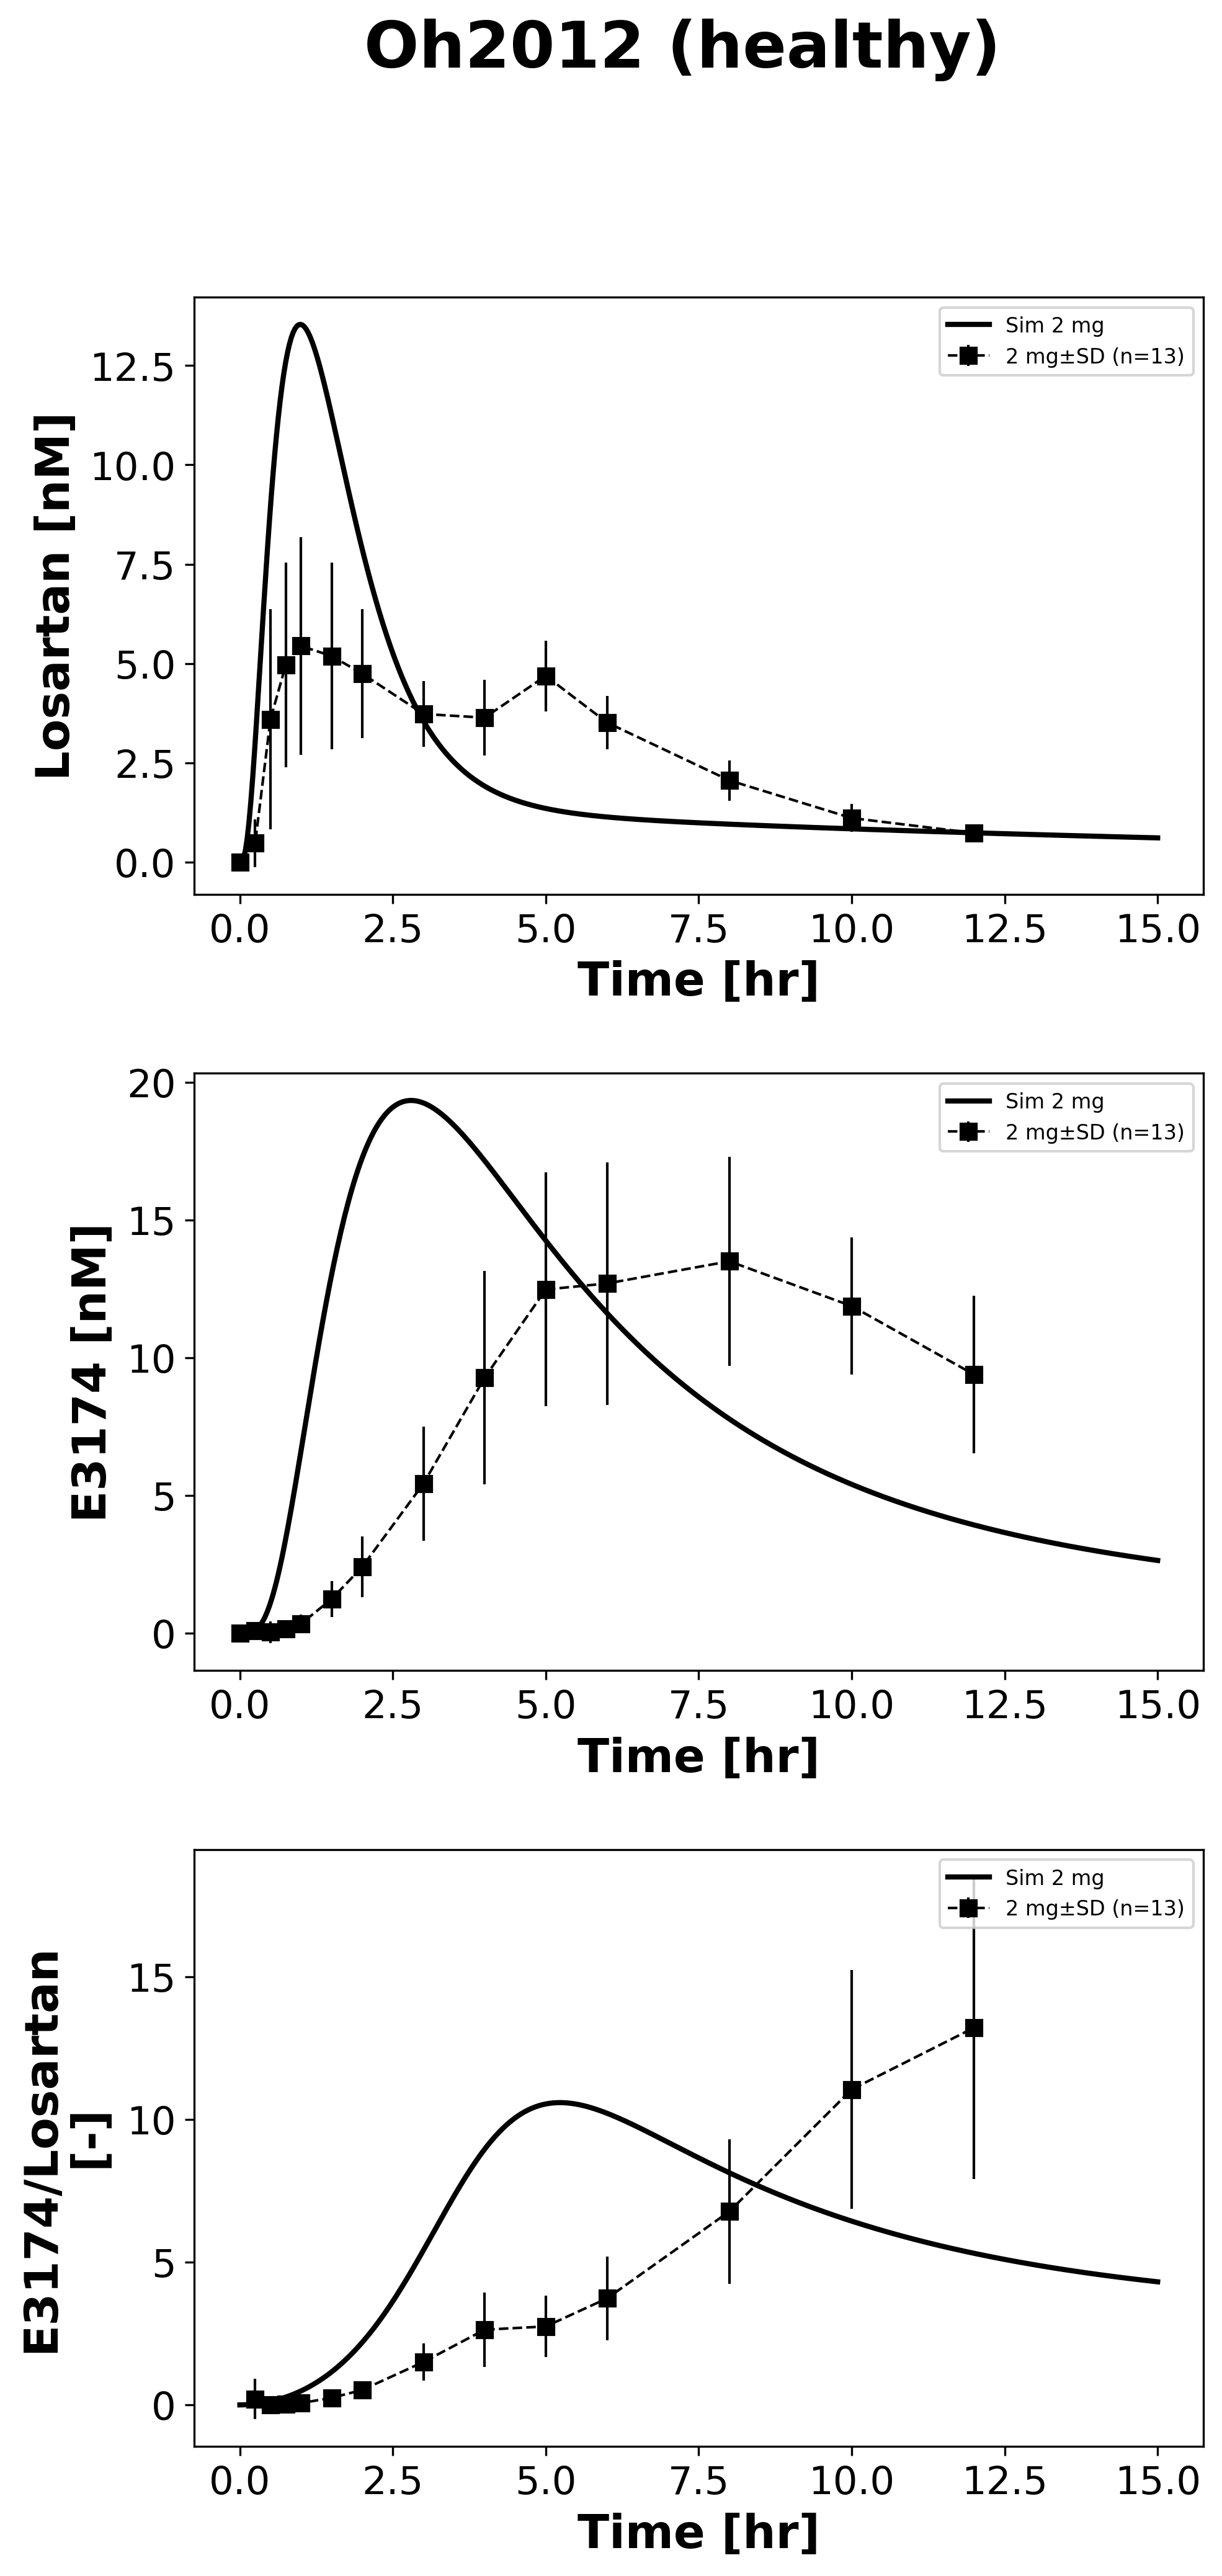 Oh2012 (healthy)
Sim 2 mg
2 mg±SD (n=13)
12.5
10.0
7.5
5.0
2.5
0.0
Losartan [nM]
0.0 2.5 5.0 7.5 10.0 12.5 15.0
Time [hr]
Sim 2 mg
2 mg±SD (n=13)
20
15
10
5
0
E3174 [nM]
0.0 2.5 5.0 7.5 10.0 12.5 15.0
Time [hr]
Sim 2 mg
2 mg±SD (n=13)
15
10
5
0
E3174/Losartan
[-]
0.0 2.5 5.0 7.5 10.0 12.5 15.0
Time [hr]